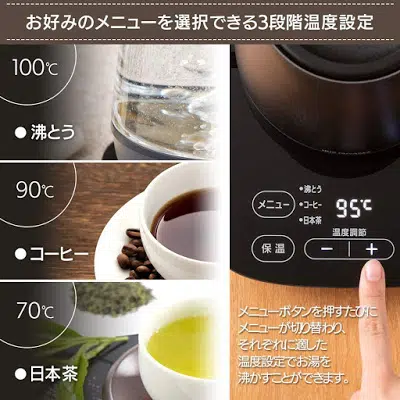 お好みのメニューを選択できる3段階温度設定
100℃
●沸とう
90℃
●コーヒー
70℃
●日本茶
メニュー
沸とう
コーヒー
日本茶
95℃
温度調節
保温
− +
メニューボタンを押すたびに
メニューが切り替わり、
それぞれに適した
温度設定でお湯を
沸かすことができます。